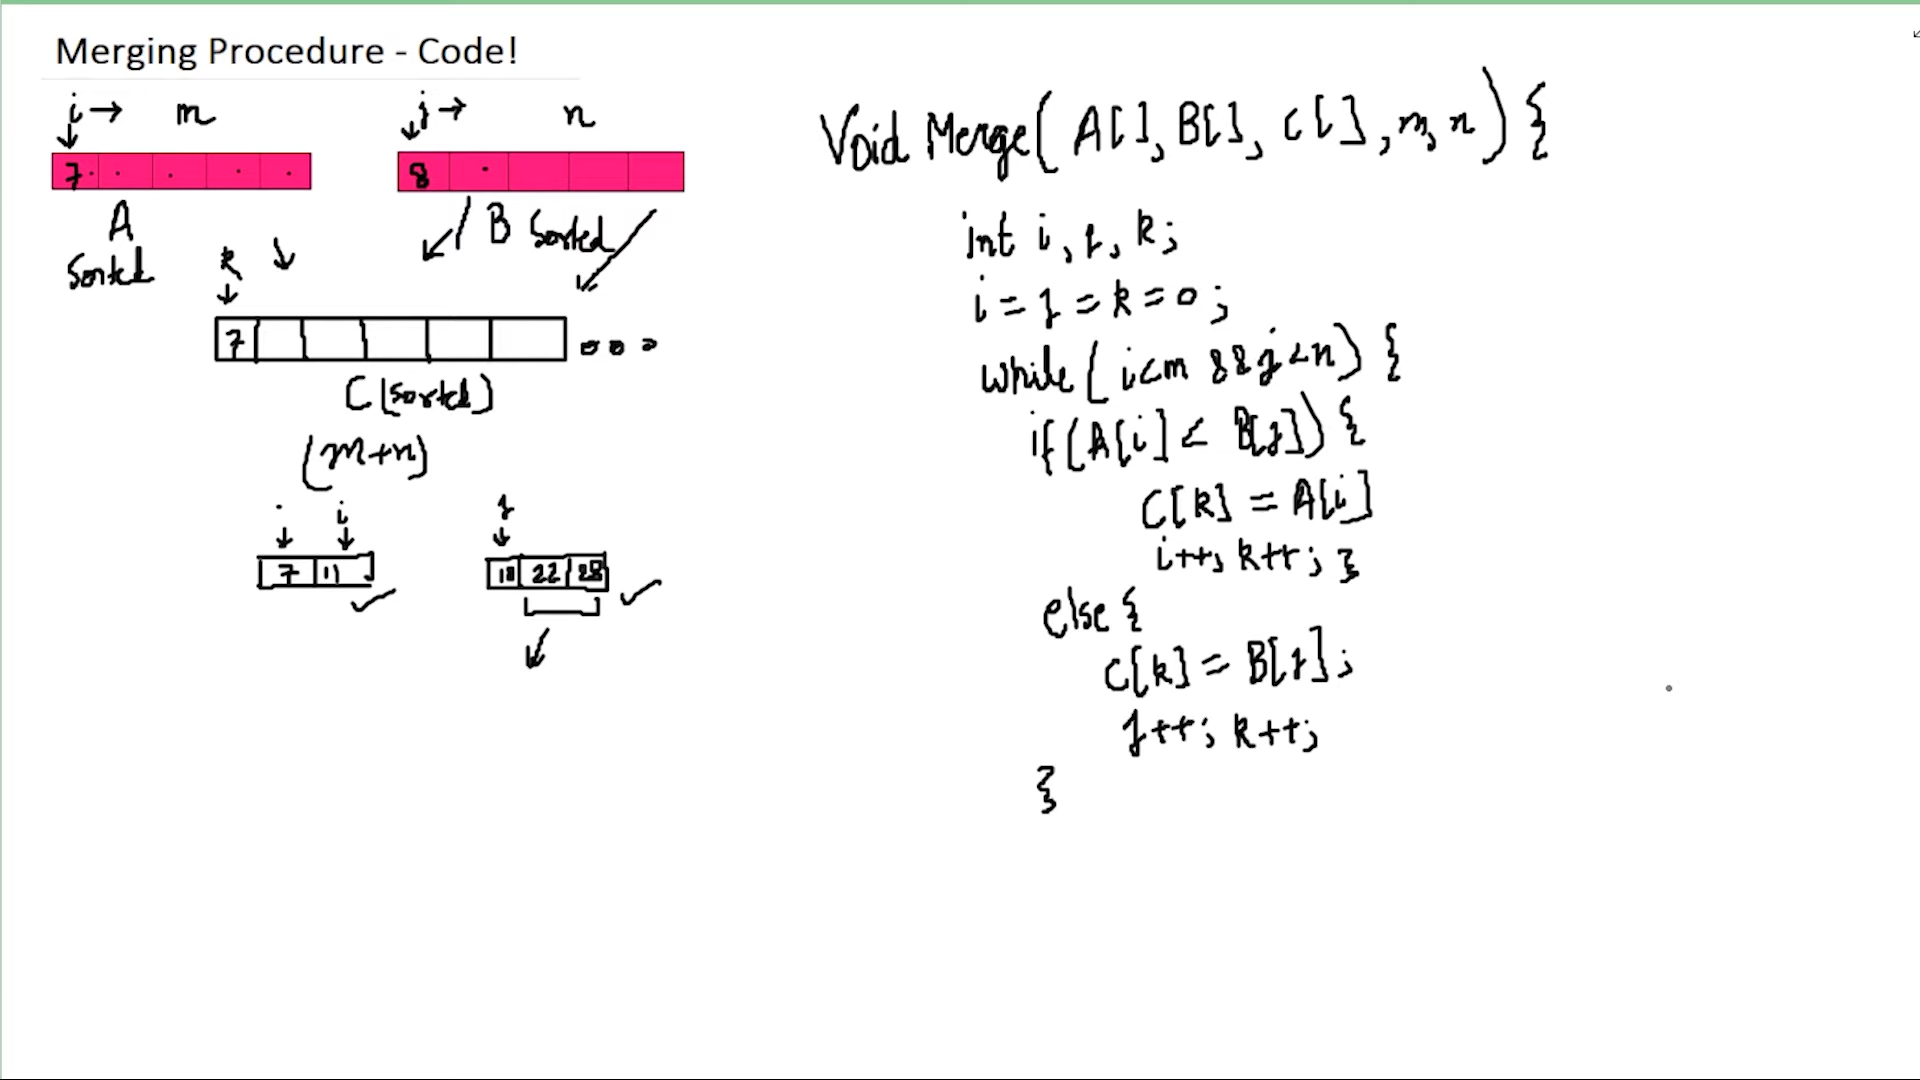 Merging Procedure - Code!
i → m
7
A
Sorted
j → n
8
B Sorted
k
7
C (sorted)
(m+n)
i
7 11
j
18 22 28
Void Merge( A[], B[], C[], m, n) {
int i, j, k;
i = j = k = 0;
while ( i<m && j<n) {
if (A[i] < B[j]) {
C[k] = A[i]
i++; k++; }
else {
C[k] = B[j];
j++; k++;
}